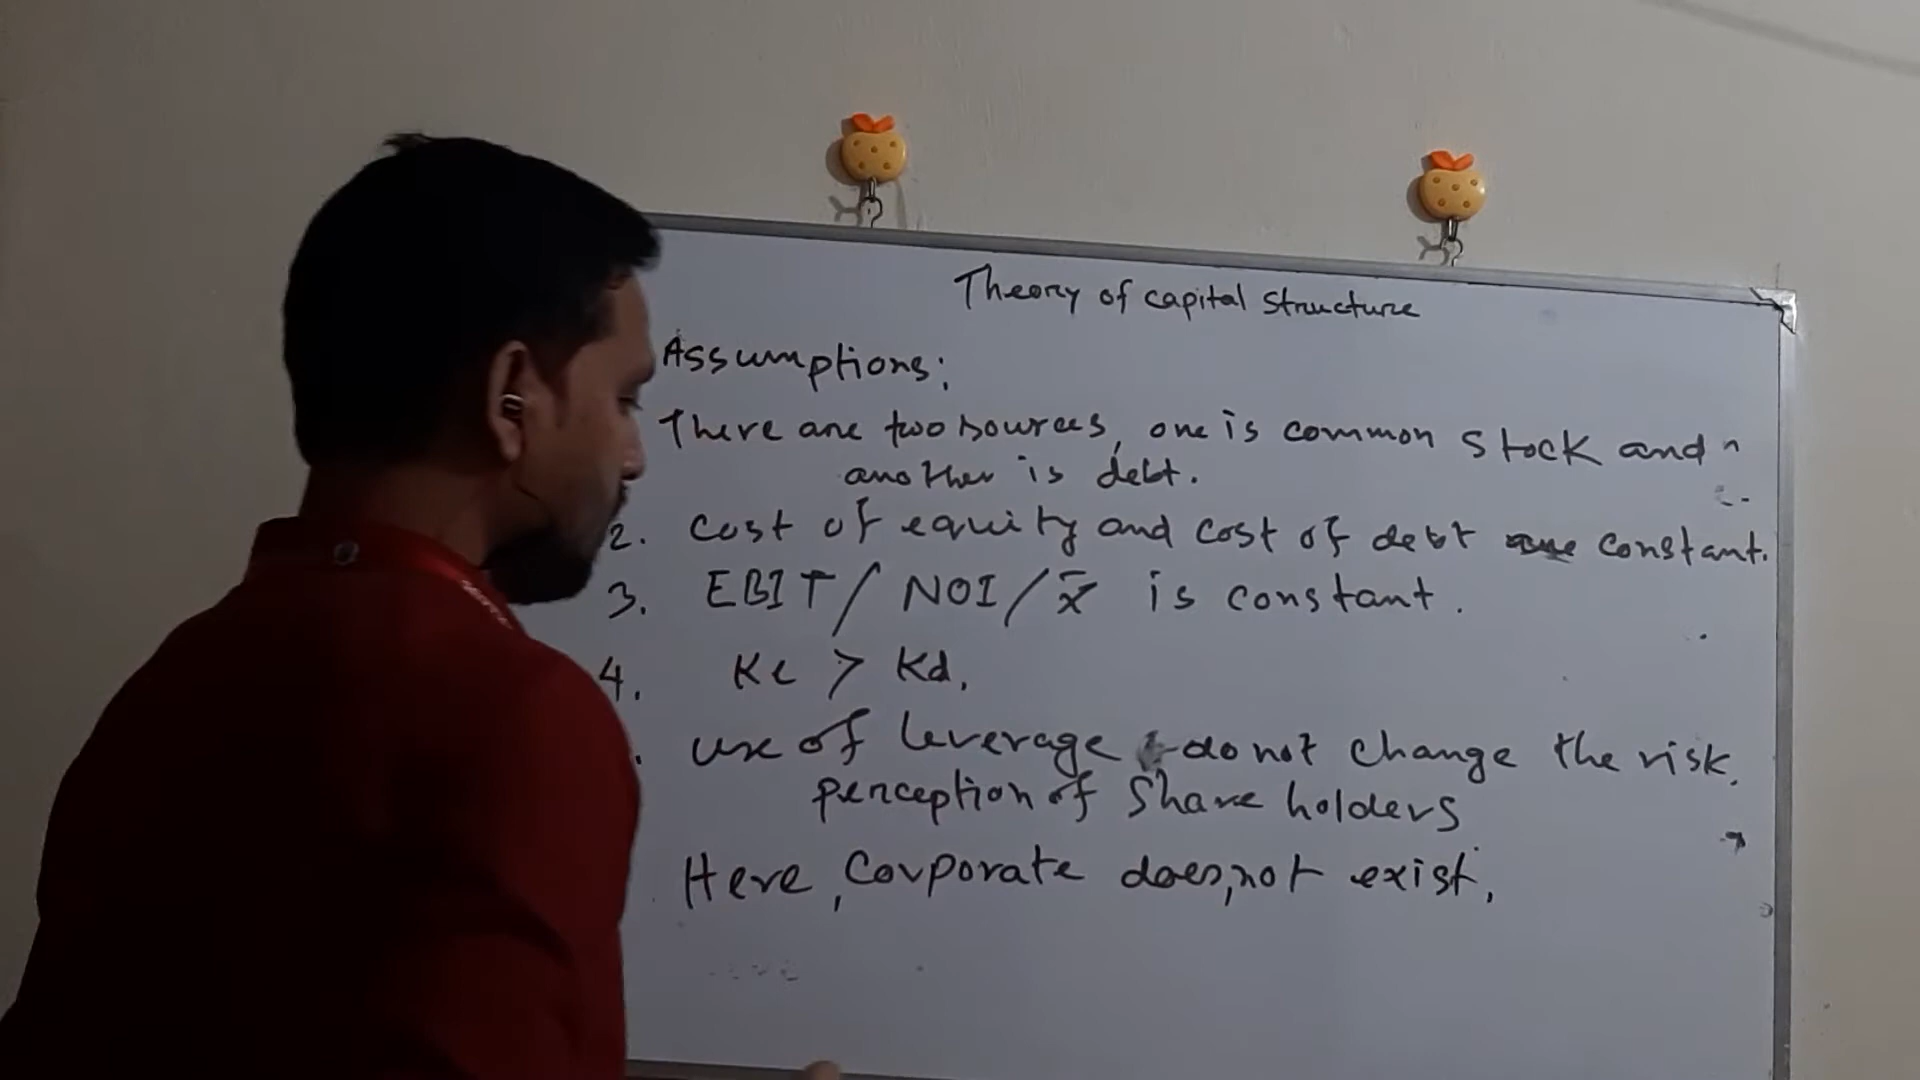 Theory of capital structure
Assumptions:
There are two sources, one is common stock and
another is debt.
2. Cost of equity and cost of debt are constant.
3. EBIT/ NOI/ x̄ is constant.
4. Ke > Kd.
use of leverage do not change the risk.
perception of Share holders
Here, Corporate does, not exist.